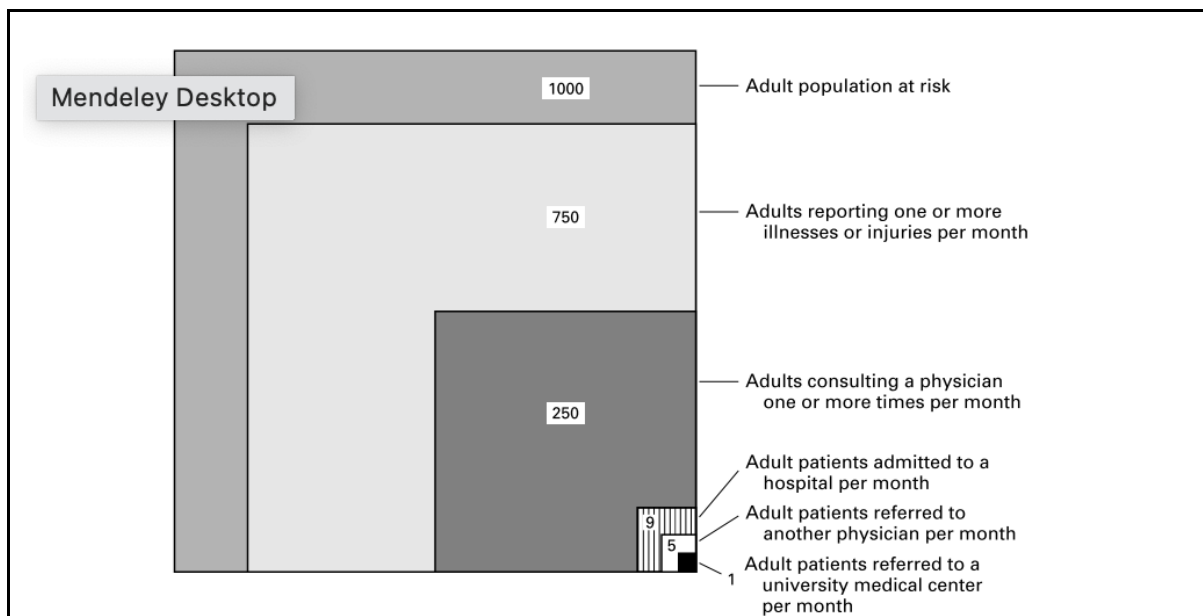 1000
Adult population at risk
Mendeley Desktop
750
Adults reporting one or more
illnesses or injuries per month
Adults consulting a physician
one or more times per month
250
Adult patients admitted to a
hospital per month
9
Adult patients referred to
another physician per month
5
1
Adult patients referred to a
university medical center
per month